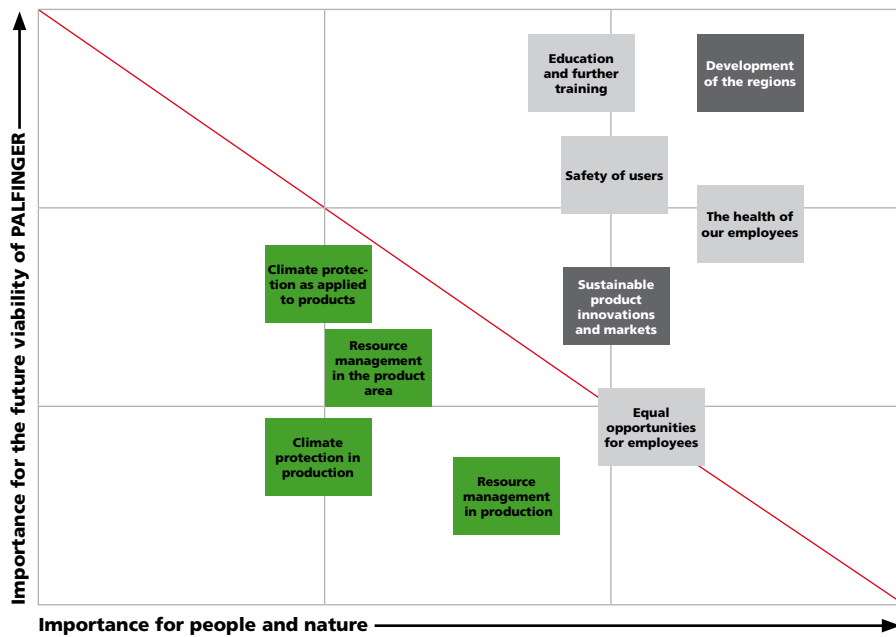 Importance for the future viability of PALFINGER
Education
and further
training
Development
of the regions
Safety of users
The health of
our employees
Climate protec-
tion as applied
to products
Sustainable
product
innovations
and markets
Resource
management
in the product
area
Equal
opportunities
for employees
Climate
protection in
production
Resource
management
in production
Importance for people and nature